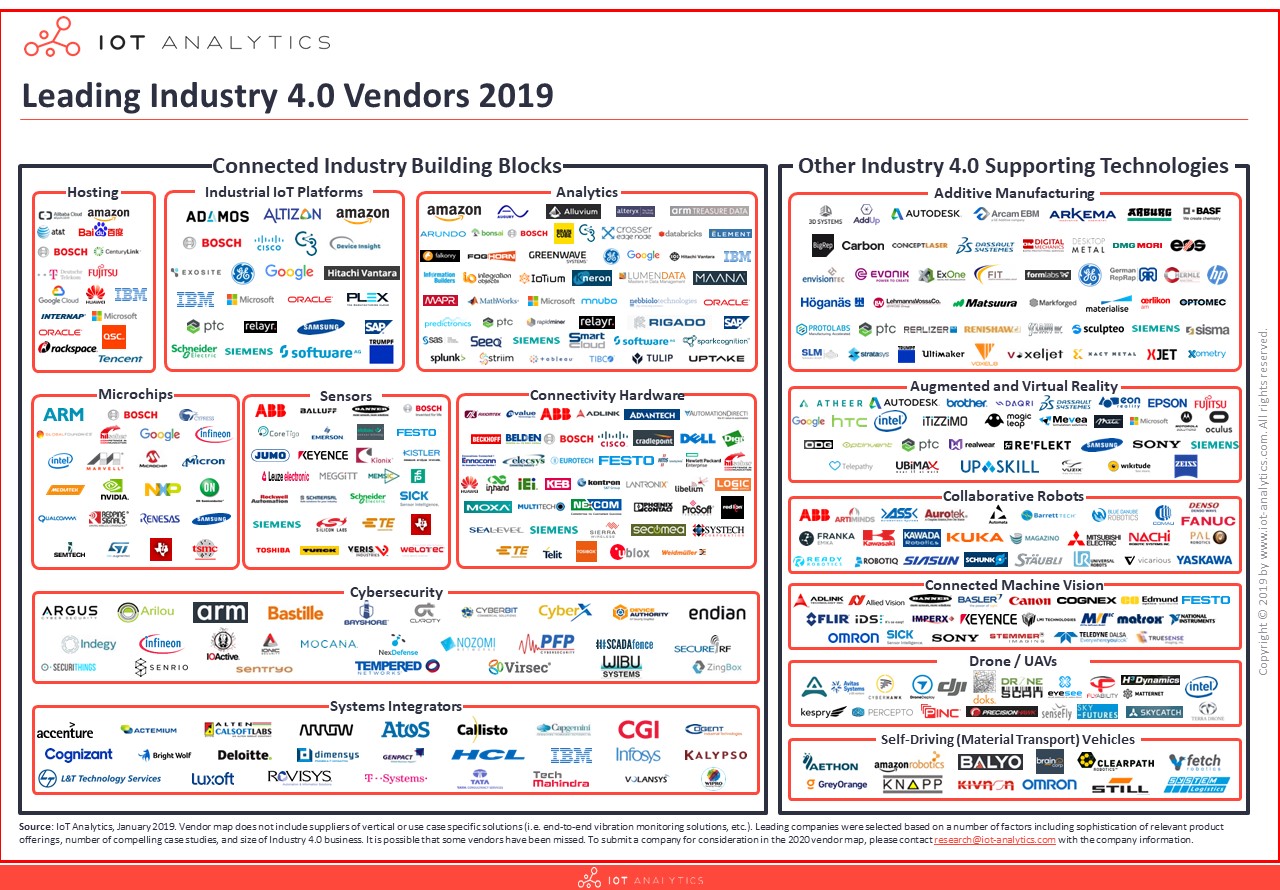 IOT ANALYTICS
Leading Industry 4.0 Vendors 2019
Connected Industry Building Blocks
Hosting
Alibaba Cloud amazon
at&t Bai百度
BOSCH CenturyLink
Deutsche Telekom FUJITSU
Google Cloud HUAWEI IBM
INTERNAP Microsoft
ORACLE asc.
rackspace.
Tencent
Industrial IoT Platforms
ADAMOS ALTIZON amazon
BOSCH CISCO C3 Device Insight
EXOSITE GE Google Hitachi Vantara
IBM Microsoft ORACLE PLEX
ptc relayr. SAMSUNG SAP
Schneider Electric SIEMENS software AG TRUMPF
Analytics
amazon AUGURY Alluvium alteryx arm TREASURE DATA
ARUNDO bonsai BOSCH C3 crosser edge node databricks ELEMENT
falkonry FOGHORN GREENWAVE SYSTEMS Google Hitachi Vantara IBM
Information Builders integration objects IoTium neron LUMENDATA MAANA
MAPR MathWorks Microsoft mnubo nebbiolo technologies ORACLE
predictronics ptc rapidminer relayr. RIGADO SAP
sas Seeq SIEMENS Smart Cloud software AG sparkcognition
splunk> striim tableau TIBCO TULIP UPTAKE
Microchips
ARM BOSCH CYPRESS
GLOBALFOUNDRIES Google infineon
intel MARVELL MICROCHIP Micron
MEDIATEK NVIDIA. NXP ON
QUALCOMM REDPINE SIGNALS RENESAS SAMSUNG
SEMTECH ST tsmc
Sensors
ABB BALLUFF BANNER BOSCH
CoreTigo EMERSON FESTO
JUMO KEYENCE Kionix KISTLER
Leuze electronic MEGGITT MEMS
Rockwell Automation SCHMERSAL Schneider Electric SICK
SIEMENS SILICON LABS TE
TOSHIBA TURCK VERIS INDUSTRIES WELOTEC
Connectivity Hardware
AXIOMTEK evalue ABB ADLINK ADVANTECH AUTOMATIONDIRECT
BECKHOFF BELDEN BOSCH CISCO cradlepoint DELL Digi
elecsys EUROTECH FESTO Hewlett Packard Enterprise
HUAWEI inhand iEi KEB kontron LANTRONIX libelium LOGIC
MOXA MULTITECH NEXCOM PHOENIX CONTACT ProSoft redlion
SEALEVEL SIEMENS SIERRA WIRELESS secomea SYSTECH
TE Telit TOSIBOX ublox Weidmüller
Cybersecurity
ARGUS CYBER SECURITY Arilou arm Bastille BAYSHORE CLAROTY CYBERBIT CyberX DEVICE AUTHORITY endian
Indegy infineon IOActive IONIC MOCANA NexDefense NOZOMI NETWORKS PFP CYBERSECURITY SCADAfence SECURE RF
SECURITHINGS SENRIO sentryo TEMPERED Virsec WIBU SYSTEMS ZingBox
Systems Integrators
accenture ACTEMIUM ALTEN CALSOFTLABS ARROW AtoS Callisto Capgemini CGI COGENT
Cognizant Bright Wolf Deloitte. dimensys GENPACT HCL IBM Infosys KALYPSO
L&T Technology Services Luxoft ROVISYS T··Systems· TATA Tech Mahindra VOLANSYS WIPRO
Other Industry 4.0 Supporting Technologies
Additive Manufacturing
3D SYSTEMS AddUp AUTODESK Arcam EBM ARKEMA ARBURG BASF
BigRep Carbon CONCEPTLASER DASSAULT SYSTEMES DIGITAL MECHANICS DESKTOP METAL DMG MORI eos
envisionTEC EVONIK ExOne FIT formlabs German RepRap HERMLE hp
Höganäs LehmannVossCo. Matsuura Markforged materialise œrlikon OPTOMEC
PROTOLABS ptc REALIZER RENISHAW sculpteo SIEMENS sisma
SLM stratasys TRUMPF Ultimaker VOXEL8 voxeljet XACT METAL XJET Xometry
Augmented and Virtual Reality
ATHEER AUTODESK brother DAQRI DASSAULT SYSTEMES eon reality EPSON FUJITSU
Google hTC intel iTiZZiMO magic leap Mevea Microsoft MOTOROLA SOLUTIONS oculus
ODG opinvent ptc realwear RE'FLEKT SAMSUNG SONY SIEMENS
Telepathy UBiMAX UPSKILL VUZIX wikitude ZEISS
Collaborative Robots
ABB ARTIMINDS Aurotek Automata BarrettTECH BLUE DANUBE ROBOTICS COMAU DENSO FANUC
FRANKA EMIKA Kawasaki KAWADA Robotics KUKA MAGAZINO MITSUBISHI ELECTRIC NACHI PAL ROBOTICS
READY ROBOTICS ROBOTIQ SIASUN SCHUNK STÄUBLI UNIVERSAL ROBOTS vicarious YASKAWA
Connected Machine Vision
ADLINK Allied Vision BANNER BASLER Canon COGNEX Edmund FESTO
FLIR iDS: IMPERX KEYENCE LMI TECHNOLOGIES matrox NATIONAL INSTRUMENTS
OMRON SICK SONY STEMMER IMAGING TELEDYNE DALSA TRUESENSE
Drone / UAVs
Avitas Systems CYBERHAWK DroneDeploy dji doks. DRONE SCAN eyesee FLYABILITY H3 Dynamics MATTERNET intel
kespry PERCEPTO PINC PRECISIONHAWK senseFly SKY-FUTURES SKYCATCH TERRA DRONE
Self-Driving (Material Transport) Vehicles
AETHON amazonrobotics BALYO brain corp CLEARPATH ROBOTICS fetch robotics
GreyOrange KNAPP KIVNON OMRON STILL SYSTEM Logistics
Source: IoT Analytics, January 2019. Vendor map does not include suppliers of vertical or use case specific solutions (i.e. end-to-end vibration monitoring solutions, etc.). Leading companies were selected based on a number of factors including sophistication of relevant product
offerings, number of compelling case studies, and size of Industry 4.0 business. It is possible that some vendors have been missed. To submit a company for consideration in the 2020 vendor map, please contact research@iot-analytics.com with the company information.
Copyright © 2019 by www.iot-analytics.com. All rights reserved.
IOT ANALYTICS